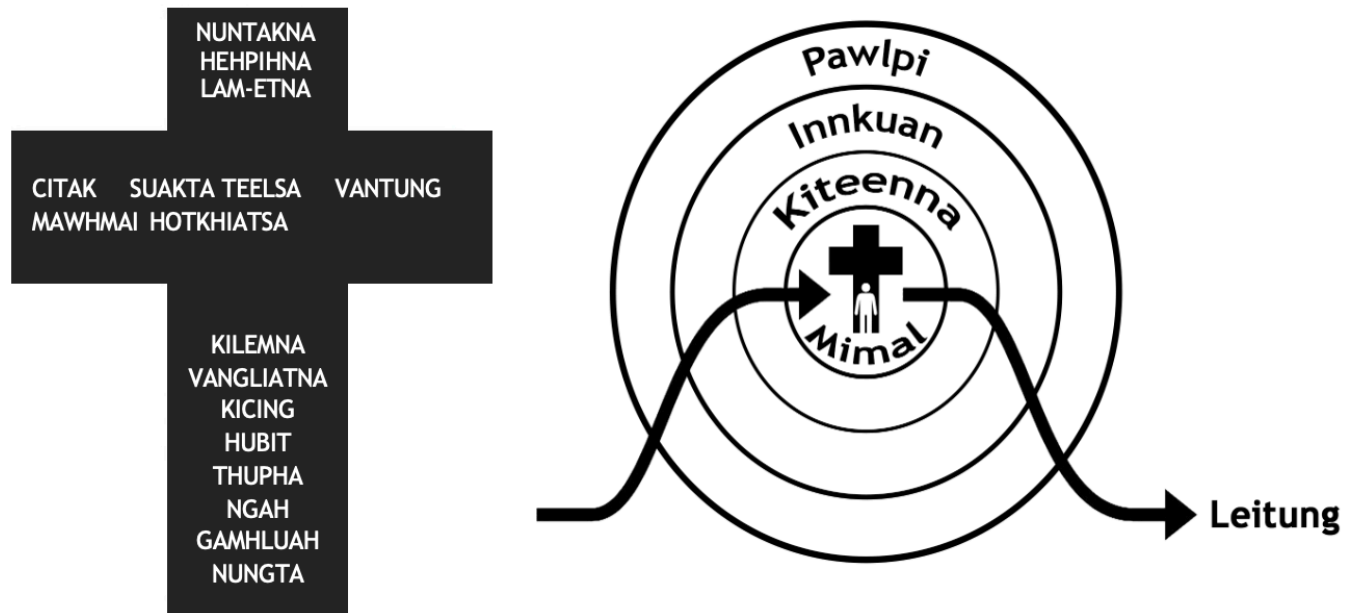 NUNTAKNA
HEHPIHNA
LAM-ETNA
CITAK SUAKTA TEELSA VANTUNG
MAWHMAI HOTKHIATSA
KILEMNA
VANGLIATNA
KICING
HUBIT
THUPHA
NGAH
GAMHLUAH
NUNGTA
Pawlpi
Innkuan
Kiteenna
Mimal
Leitung